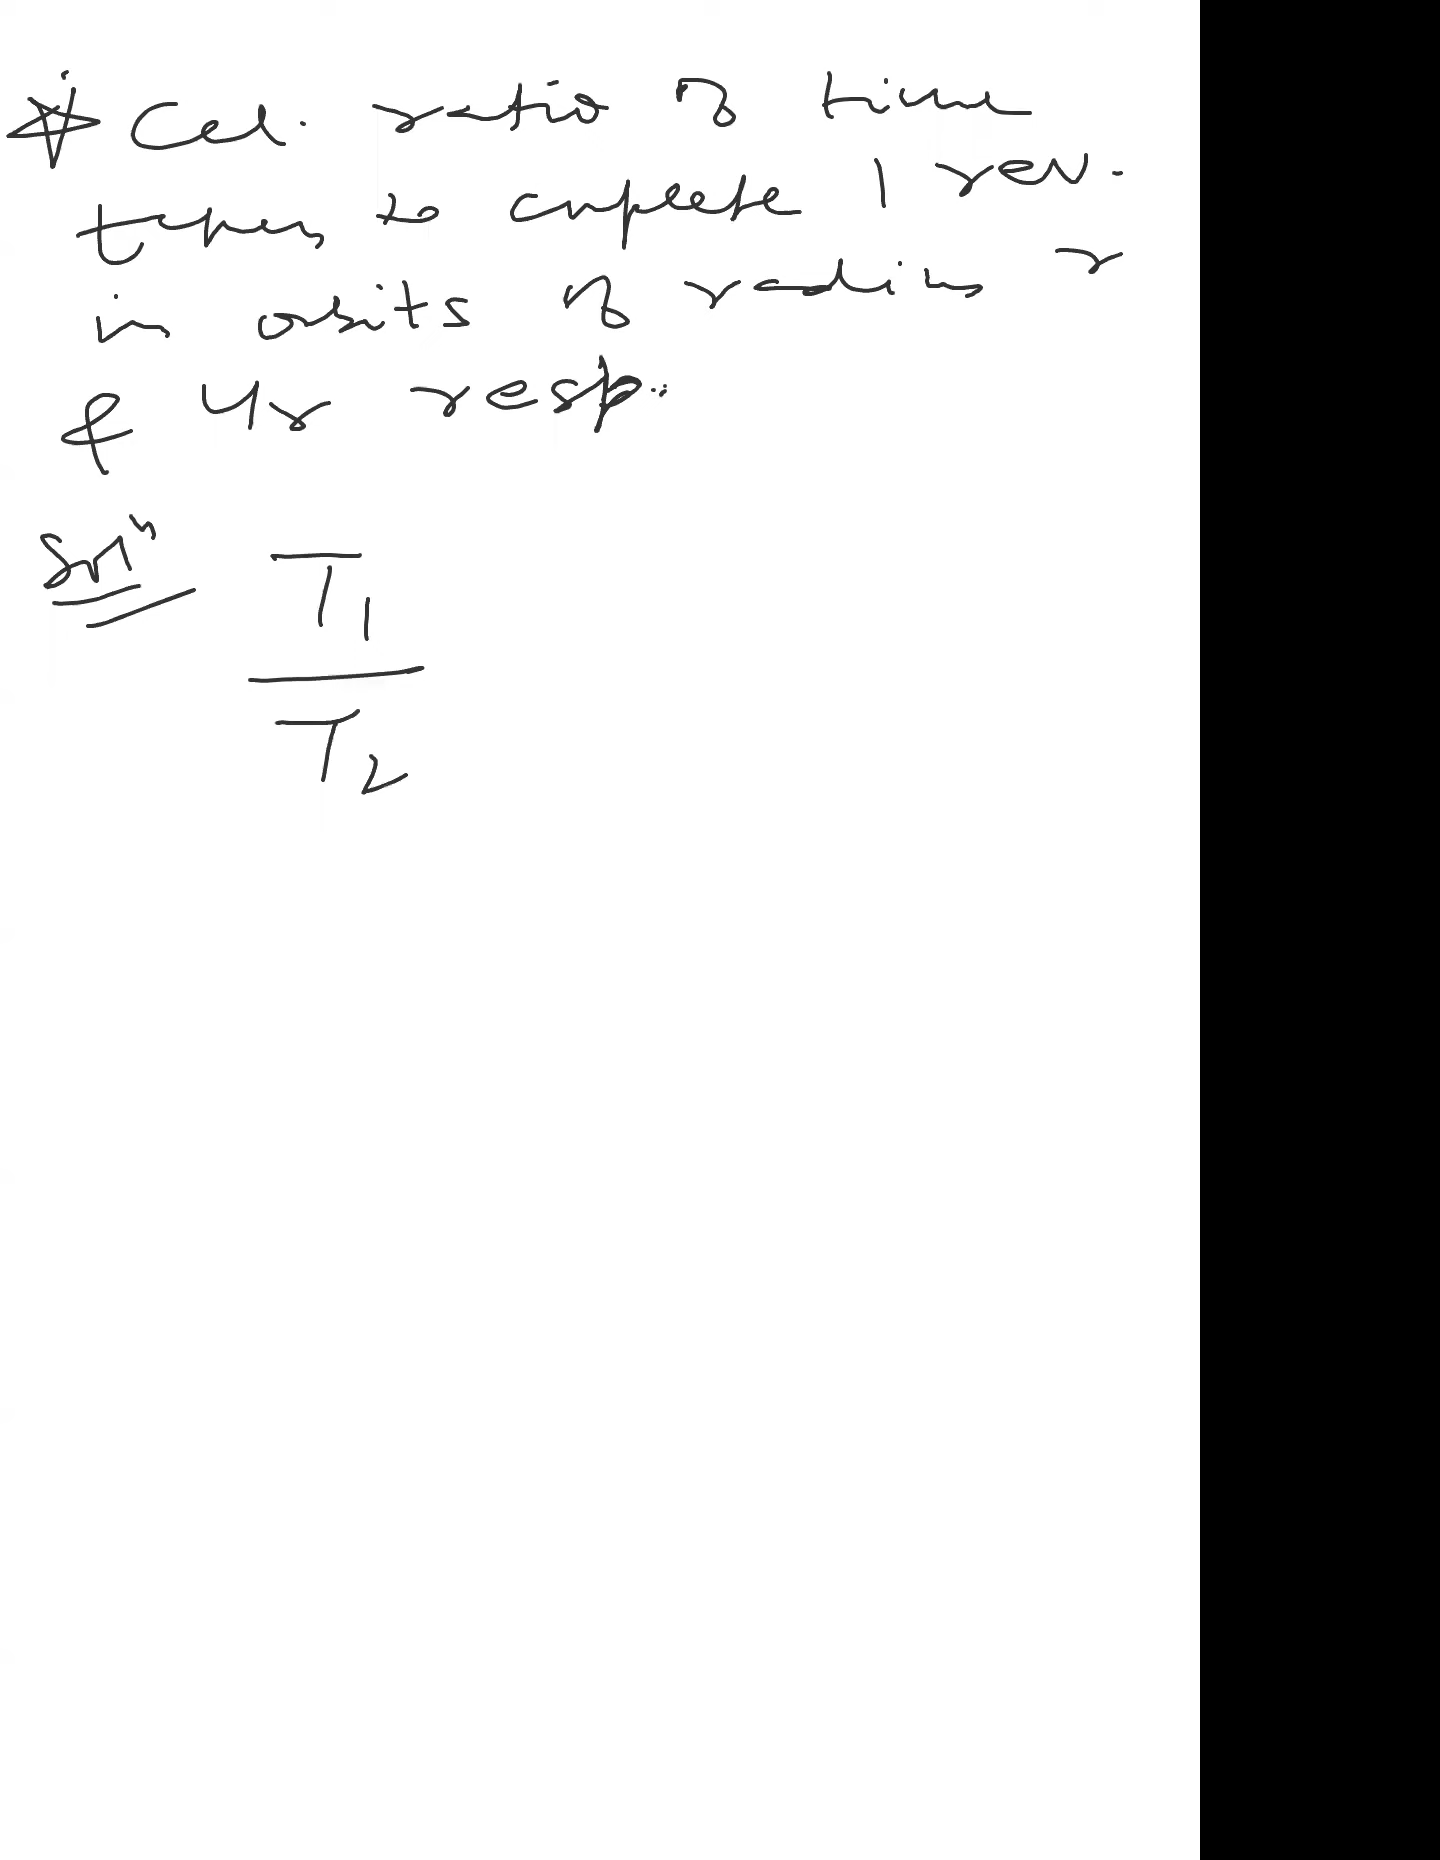 Cal. ratio of time
taken to complete 1 rev.
in orbits of radius r
& 4r resp.
Solⁿ
T₁
T₂